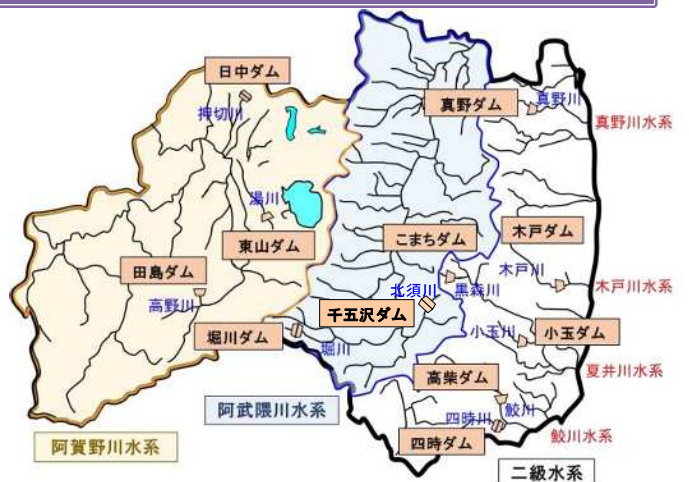 日中ダム
押切川
真野ダム
真野川
真野川水系
湯川
東山ダム
こまちダム
木戸ダム
田島ダム
高野川
北須川
黒森川
木戸川
木戸川水系
千五沢ダム
堀川ダム
堀川
小玉川
小玉ダム
夏井川水系
高柴ダム
阿武隈川水系
四時川
鮫川
鮫川水系
阿賀野川水系
四時ダム
二級水系